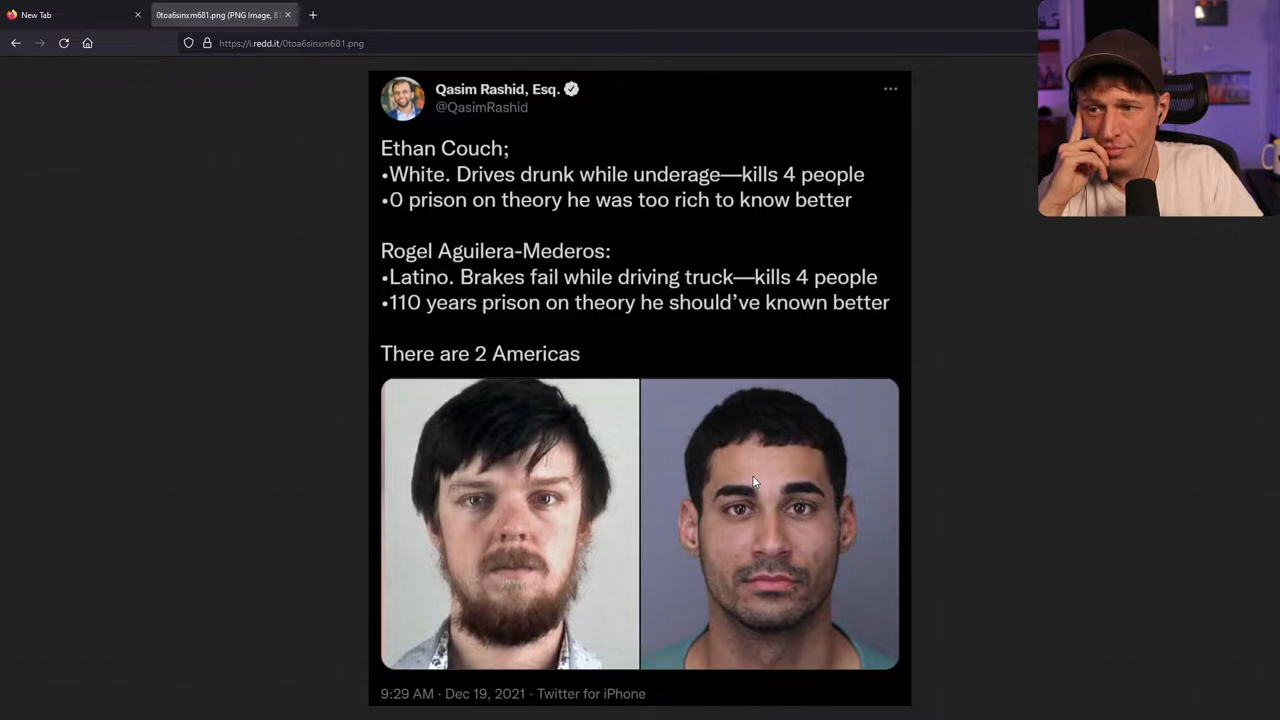 New Tab
0toa6sinxm681.png (PNG Image, 81
https://i.redd.it/0toa6sinxm681.png
Qasim Rashid, Esq.
@QasimRashid
Ethan Couch;
•White. Drives drunk while underage—kills 4 people
•0 prison on theory he was too rich to know better
Rogel Aguilera-Mederos:
•Latino. Brakes fail while driving truck—kills 4 people
•110 years prison on theory he should’ve known better
There are 2 Americas
9:29 AM · Dec 19, 2021 · Twitter for iPhone